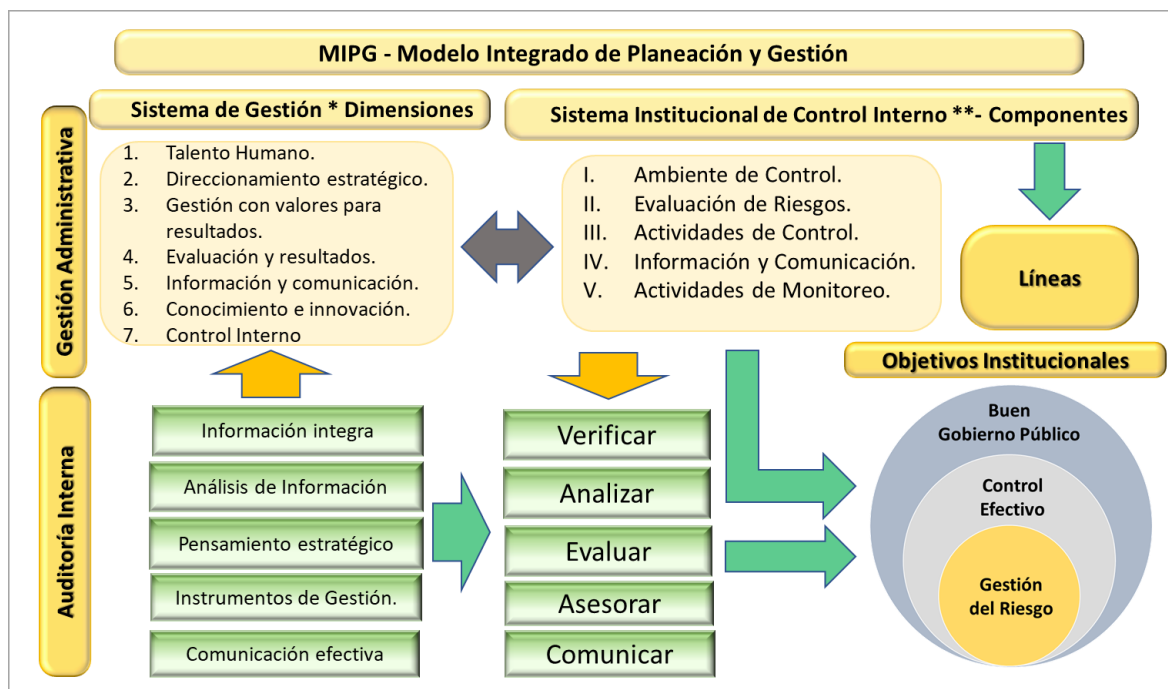 MIPG - Modelo Integrado de Planeación y Gestión
Gestión Administrativa
Sistema de Gestión * Dimensiones
1. Talento Humano.
2. Direccionamiento estratégico.
3. Gestión con valores para
resultados.
4. Evaluación y resultados.
5. Información y comunicación.
6. Conocimiento e innovación.
7. Control Interno
Sistema Institucional de Control Interno **- Componentes
I. Ambiente de Control.
II. Evaluación de Riesgos.
III. Actividades de Control.
IV. Información y Comunicación.
V. Actividades de Monitoreo.
Líneas
Auditoría Interna
Información integra
Análisis de Información
Pensamiento estratégico
Instrumentos de Gestión.
Comunicación efectiva
Verificar
Analizar
Evaluar
Asesorar
Comunicar
Objetivos Institucionales
Buen
Gobierno Público
Control
Efectivo
Gestión
del Riesgo